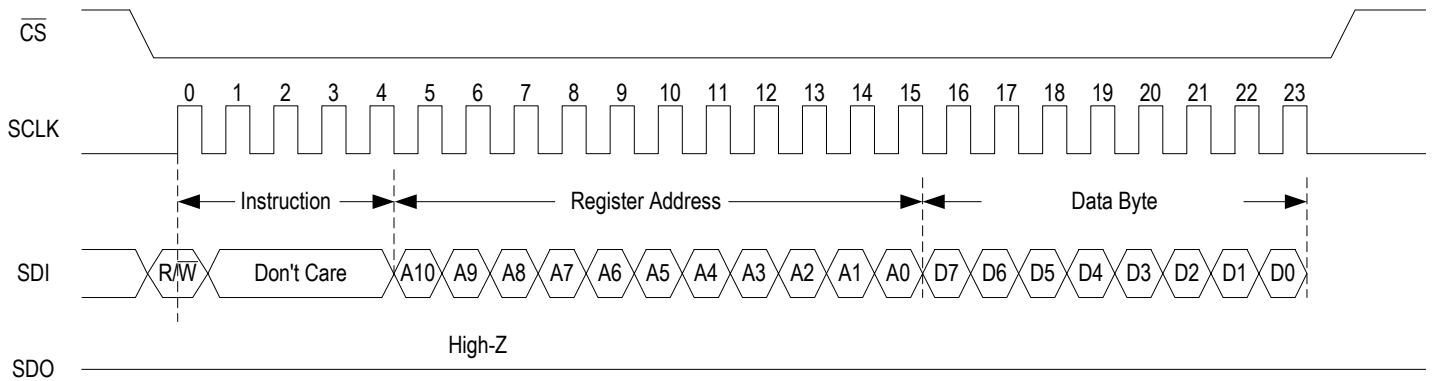 CS
0 1 2 3 4 5 6 7 8 9 10 11 12 13 14 15 16 17 18 19 20 21 22 23
SCLK
Instruction Register Address Data Byte
SDI R/W Don't Care A10 A9 A8 A7 A6 A5 A4 A3 A2 A1 A0 D7 D6 D5 D4 D3 D2 D1 D0
High-Z
SDO